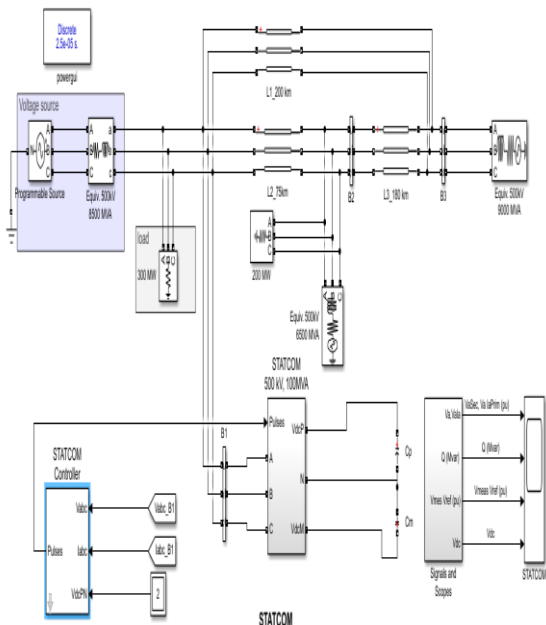 Discrete
2.5e-05 s.
powergui
Voltage source
N
A
B
C
Programmable Source
A
B
C
a
b
c
Equiv. 500kV
8500 MVA
L1_200 km
L2_75km
B2
L3_180 km
B3
A
B
C
Equiv. 500kV
9000 MVA
load
300 MW
A
B
C
A
B
C
200 MW
A
B
C
Equiv. 500kV
6500 MVA
STATCOM
500 kV, 100MVA
Pulses
A
B
C
VdcP
N
VdcM
B1
Cp
Cm
STATCOM
Controller
Pulses
Vabc
Iabc
VdcPN
Vabc_B1
Iabc_B1
2
Va,VaIa
Q (Mvar)
Vmes Vref (pu)
Vdc
Signals and
Scopes
VaSec, Va IaPrim (pu)
Q (Mvar)
Vmeas Vref (pu)
Vdc
STATCOM
STATCOM